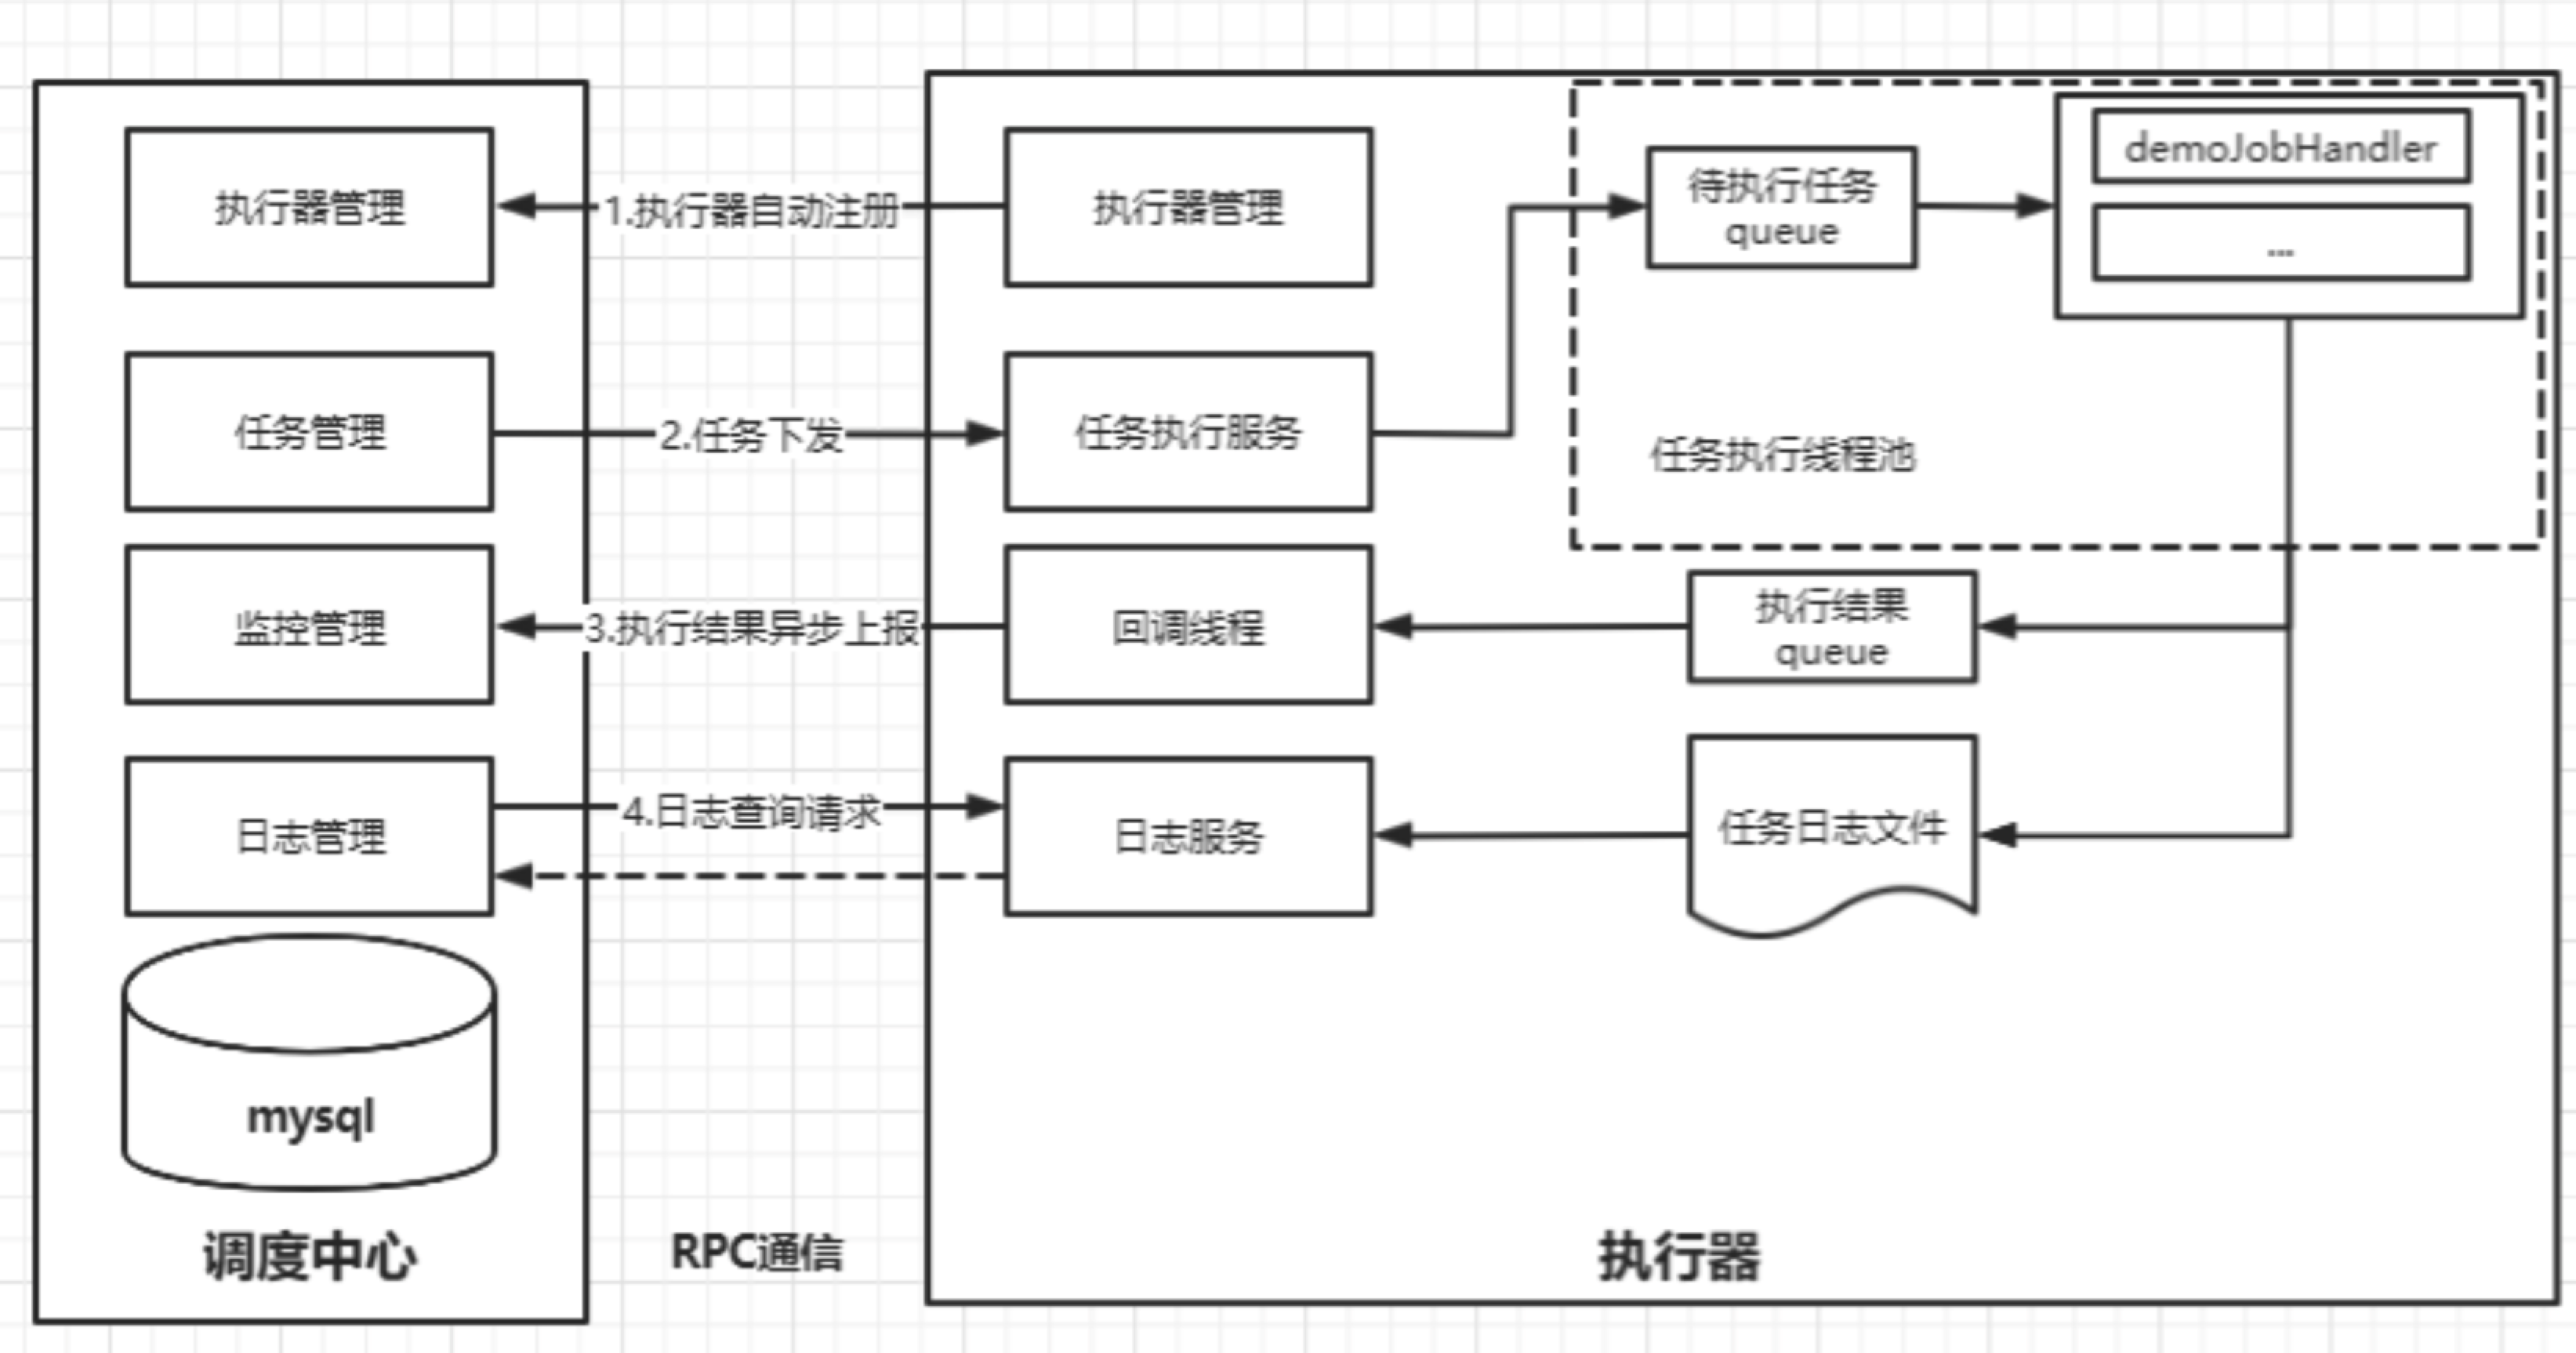 执行器管理
1.执行器自动注册
执行器管理
待执行任务
queue
demoJobHandler
...
任务管理
2.任务下发
任务执行服务
任务执行线程池
监控管理
3.执行结果异步上报
回调线程
执行结果
queue
日志管理
4.日志查询请求
日志服务
任务日志文件
mysql
调度中心
RPC通信
执行器